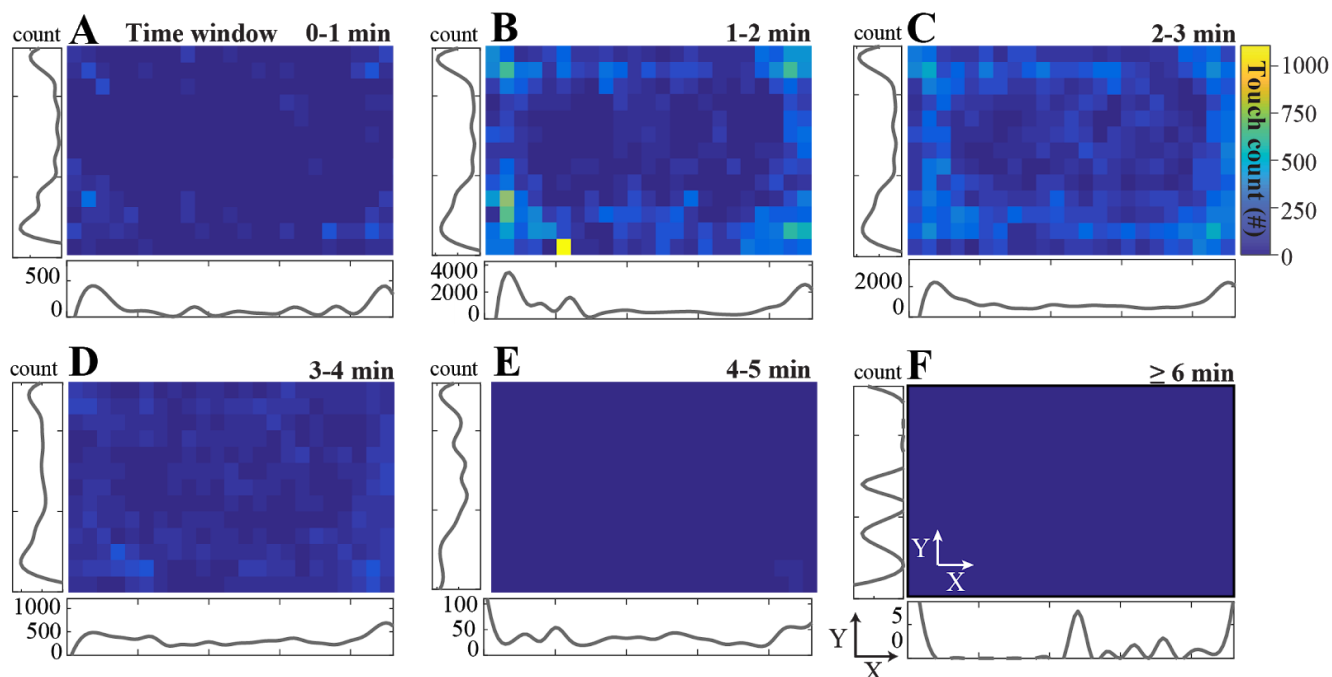 A Time window 0-1 min
count
500
0
B 1-2 min
count
4000
2000
0
C 2-3 min
count
2000
0
Touch count (#)
1000
750
500
250
0
D 3-4 min
count
1000
500
0
E 4-5 min
count
100
50
0
F ≥ 6 min
count
Y
X
5
0
Y
X